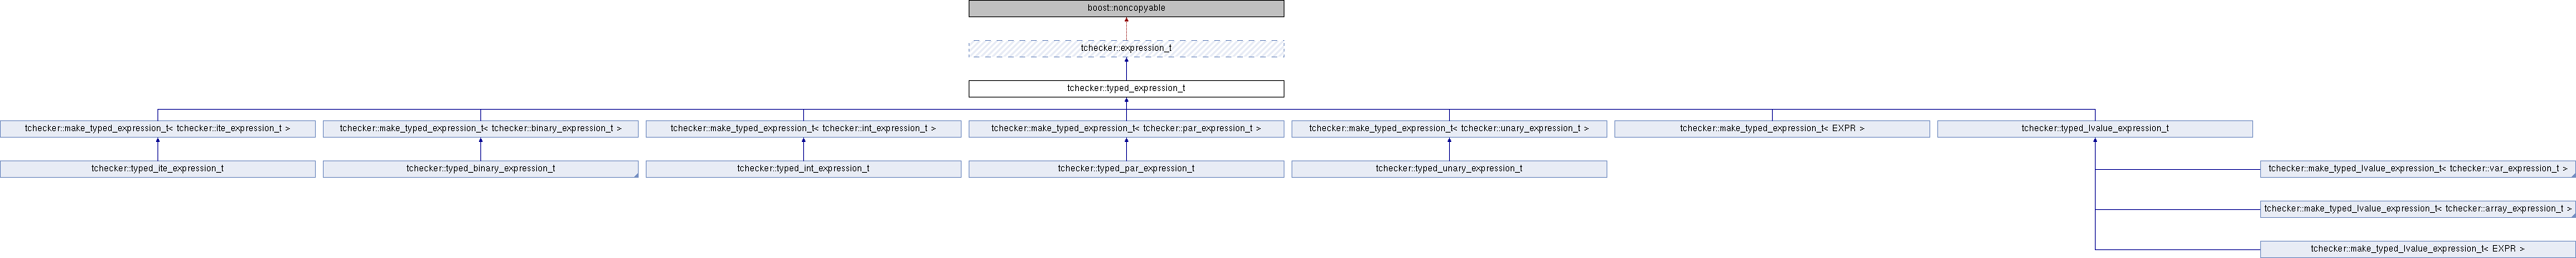 boost::noncopyable
tchecker::expression_t
tchecker::typed_expression_t
tchecker::make_typed_expression_t< tchecker::ite_expression_t >
tchecker::make_typed_expression_t< tchecker::binary_expression_t >
tchecker::make_typed_expression_t< tchecker::int_expression_t >
tchecker::make_typed_expression_t< tchecker::par_expression_t >
tchecker::make_typed_expression_t< tchecker::unary_expression_t >
tchecker::make_typed_expression_t< EXPR >
tchecker::typed_lvalue_expression_t
tchecker::typed_ite_expression_t
tchecker::typed_binary_expression_t
tchecker::typed_int_expression_t
tchecker::typed_par_expression_t
tchecker::typed_unary_expression_t
tchecker::make_typed_lvalue_expression_t< tchecker::var_expression_t >
tchecker::make_typed_lvalue_expression_t< tchecker::array_expression_t >
tchecker::make_typed_lvalue_expression_t< EXPR >